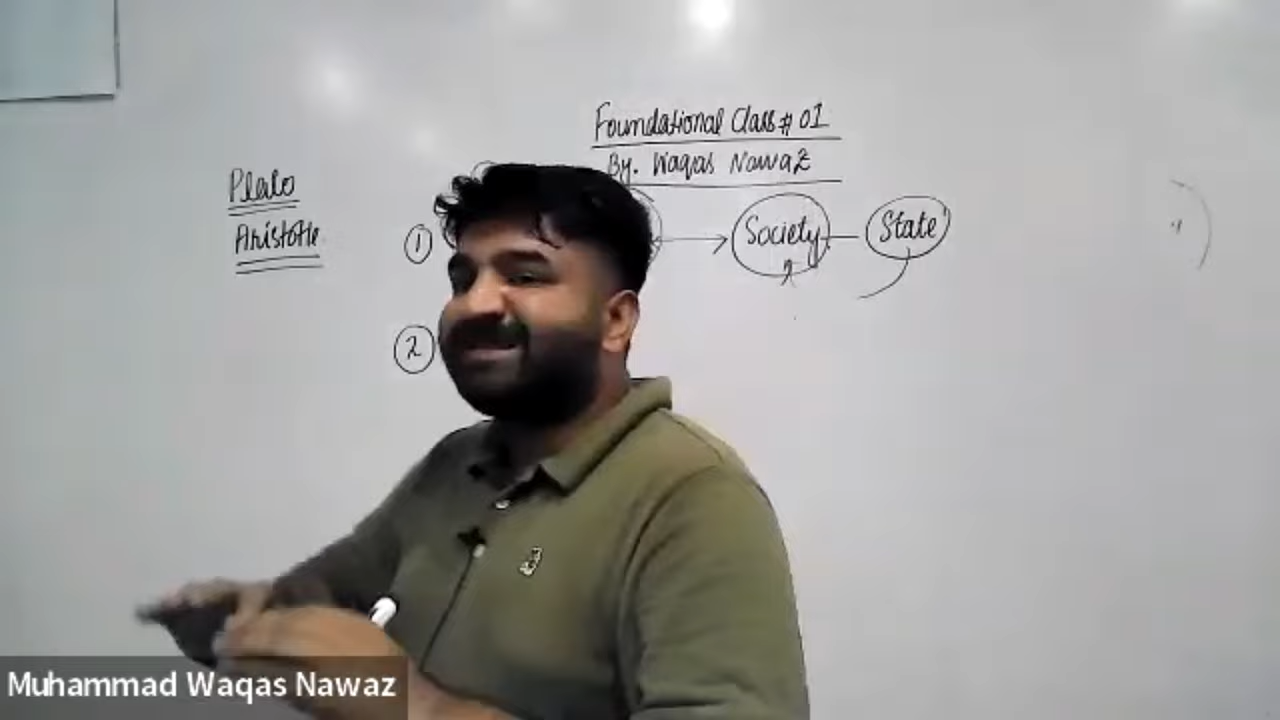 Foundational Class # 01
By. Waqas Nawaz
Plato
Aristotle
1
Society
State
2
Muhammad Waqas Nawaz